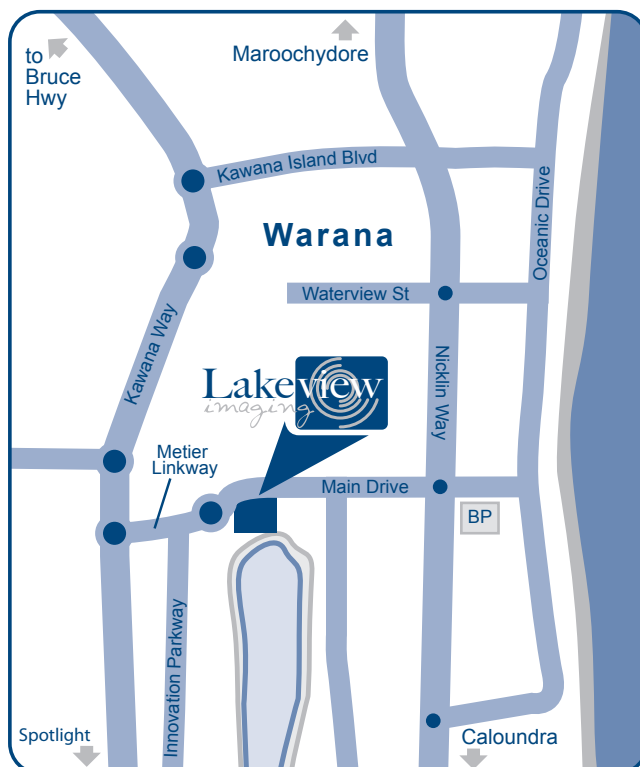 to
Bruce
Hwy
Maroochydore
Kawana Island Blvd
Oceanic Drive
Warana
Waterview St
Kawana Way
Nicklin Way
Lakeview
imaging
Metier
Linkway
Main Drive
BP
Innovation Parkway
Spotlight
Caloundra